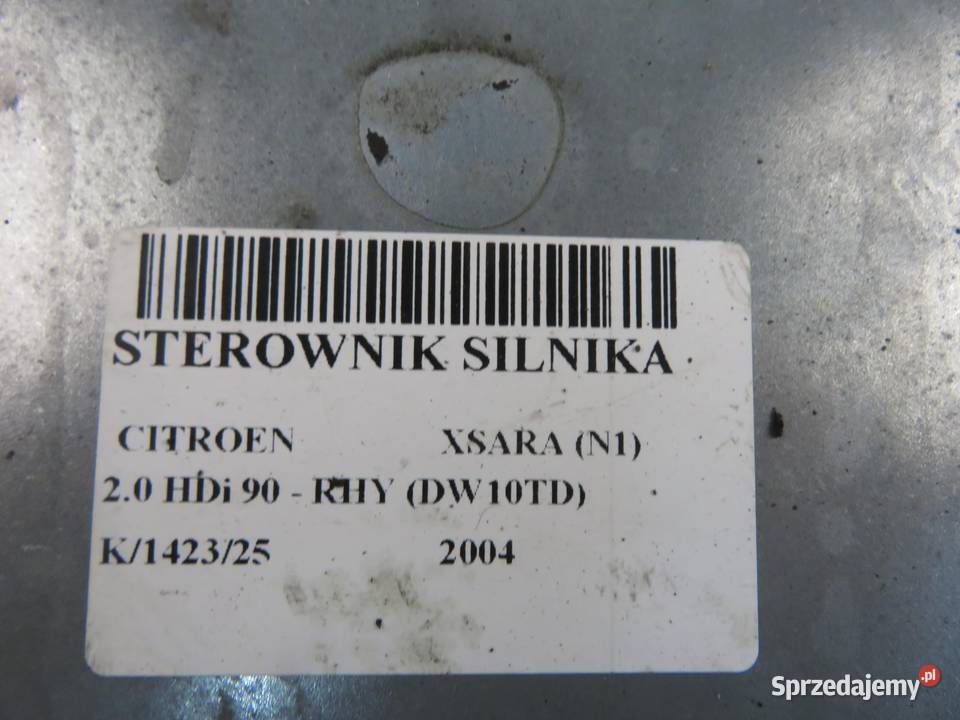 STEROWNIK SILNIKA
CITROEN XSARA (N1)
2.0 HDi 90 - RHY (DW10TD)
K/1423/25 2004
Sprzedajemy.pl